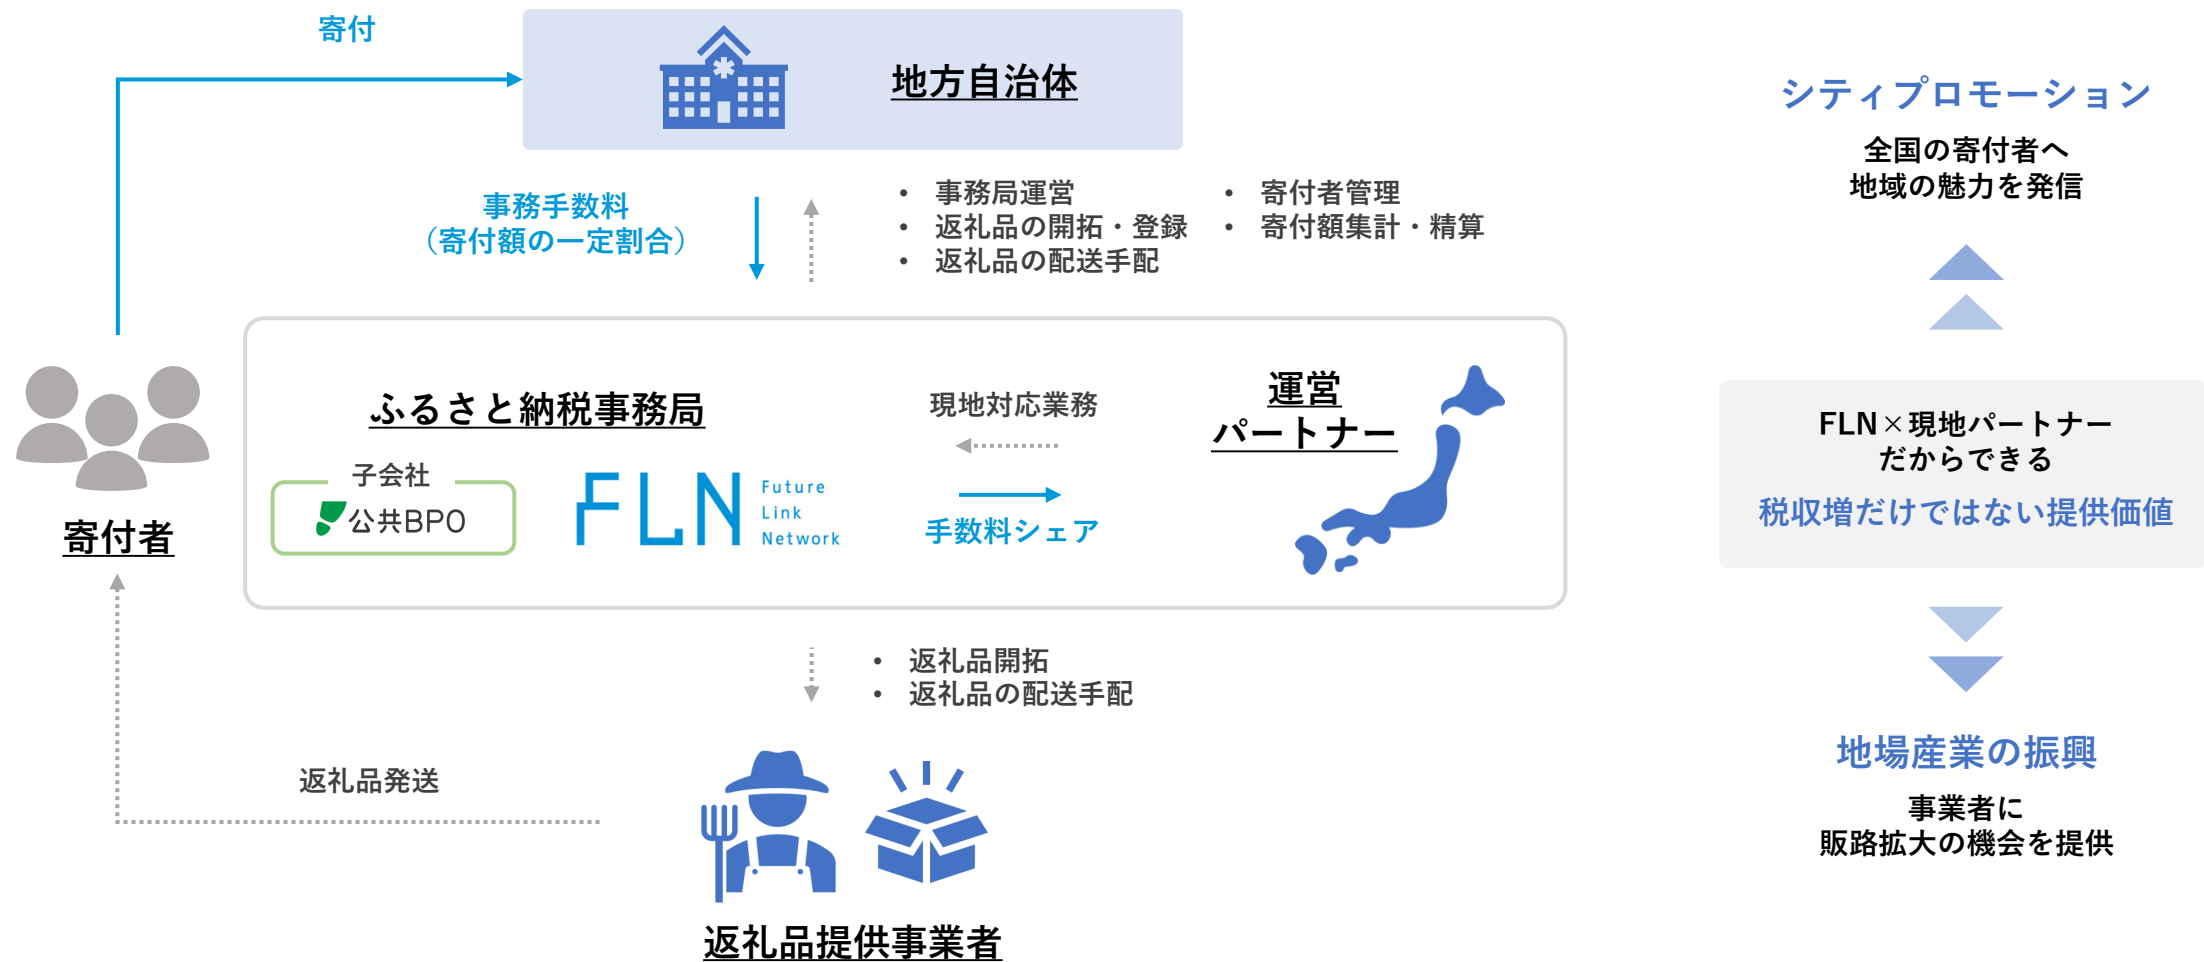 寄付
地方自治体
事務手数料
（寄付額の一定割合）
• 事務局運営
• 返礼品の開拓・登録
• 返礼品の配送手配
• 寄付者管理
• 寄付額集計・精算
ふるさと納税事務局
子会社
公共BPO
FLN
Future
Link
Network
現地対応業務
手数料シェア
運営
パートナー
寄付者
• 返礼品開拓
• 返礼品の配送手配
返礼品発送
返礼品提供事業者
シティプロモーション
全国の寄付者へ
地域の魅力を発信
FLN×現地パートナー
だからできる
税収増だけではない提供価値
地場産業の振興
事業者に
販路拡大の機会を提供